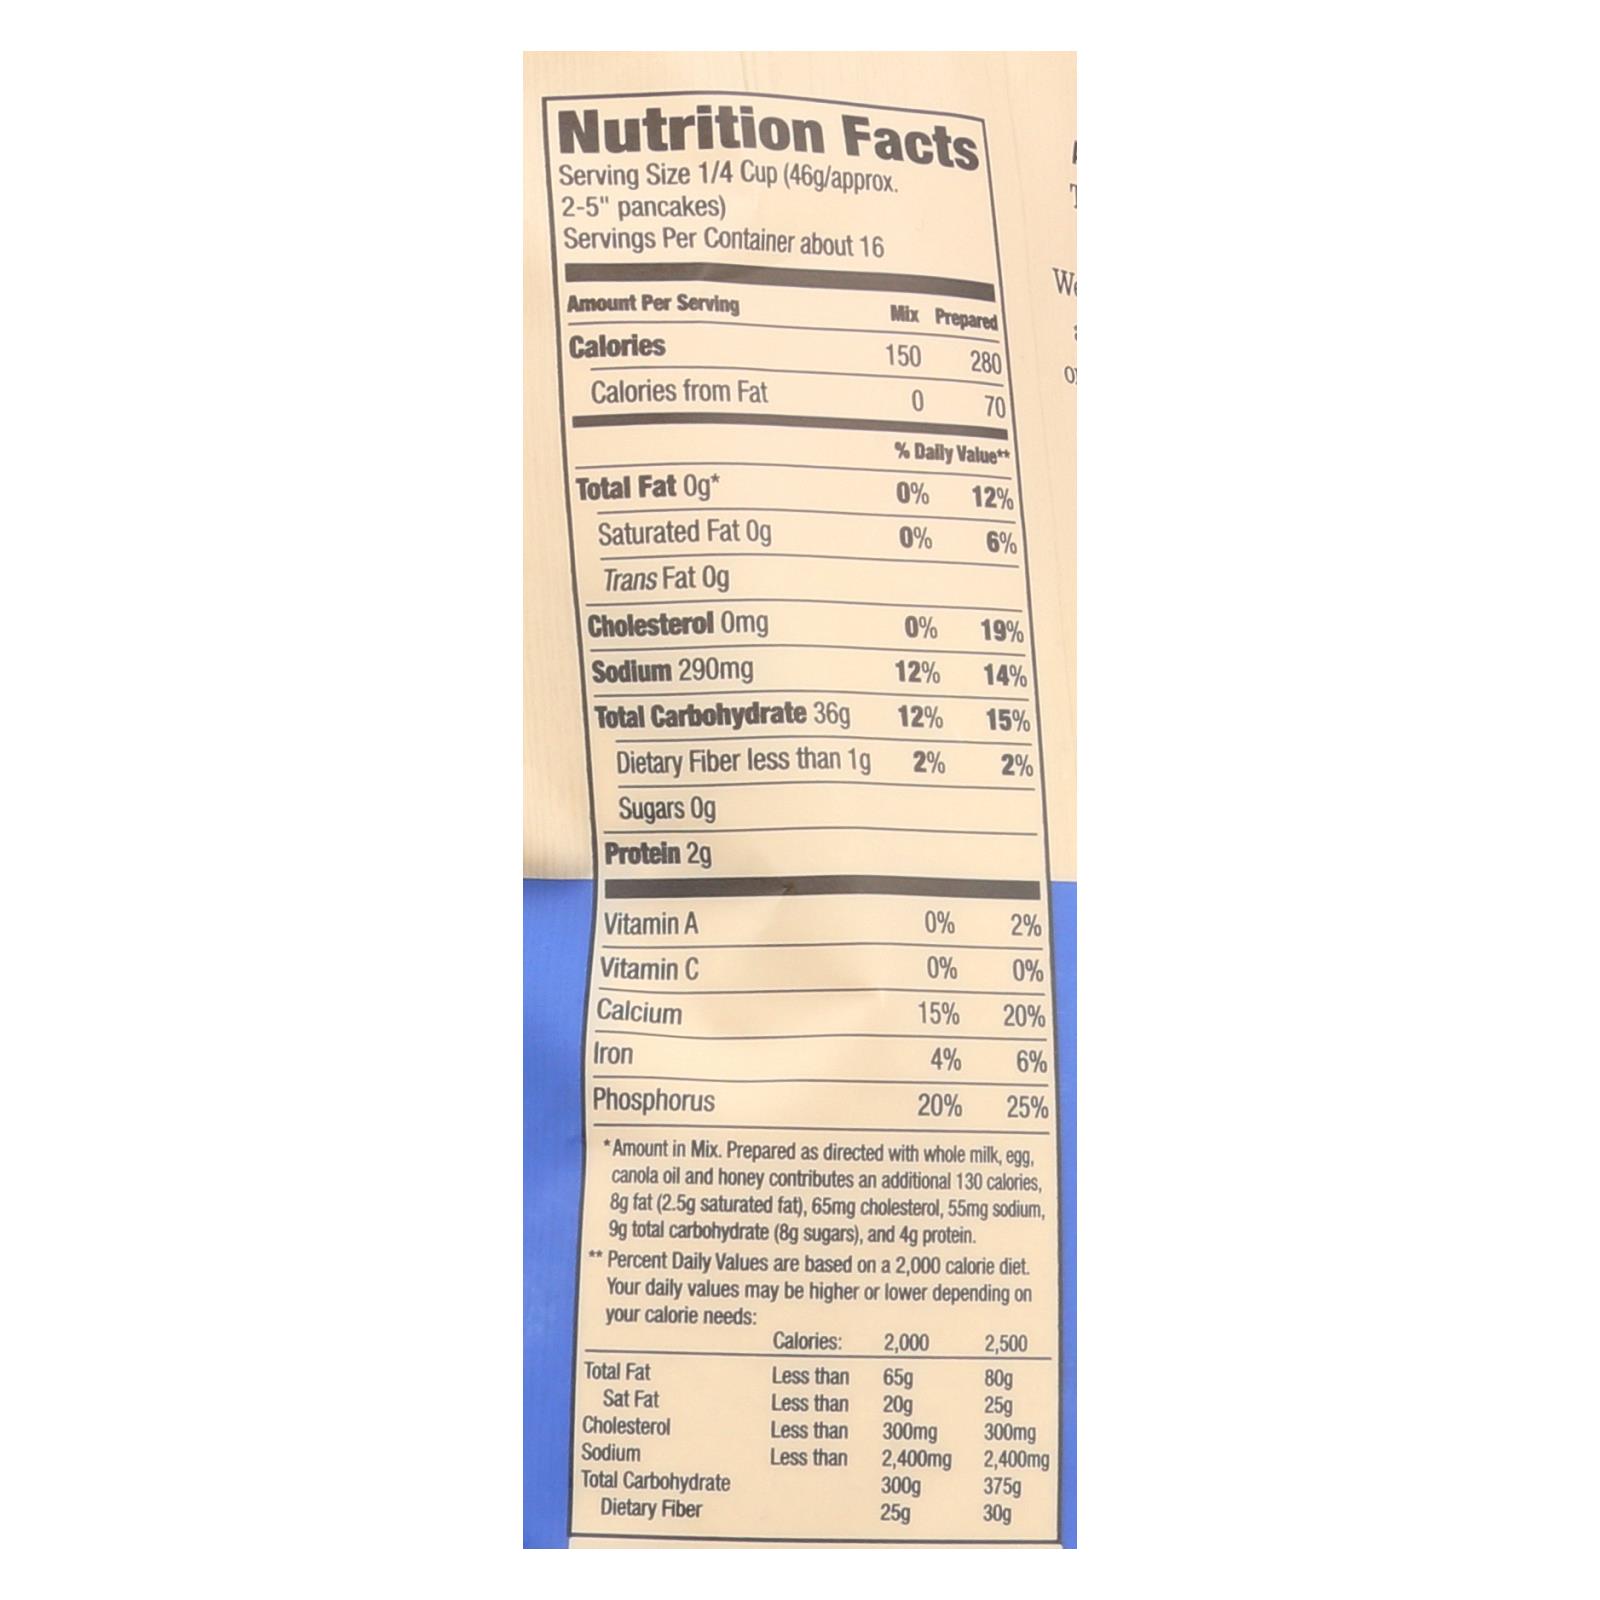 Nutrition Facts
Serving Size 1/4 Cup (46g/approx.
2-5" pancakes)
Servings Per Container about 16
Amount Per Serving Mix Prepared
Calories 150 280
Calories from Fat 0 70
% Daily Value**
Total Fat 0g* 0% 12%
Saturated Fat 0g 0% 6%
Trans Fat 0g
Cholesterol 0mg 0% 19%
Sodium 290mg 12% 14%
Total Carbohydrate 36g 12% 15%
Dietary Fiber less than 1g 2% 2%
Sugars 0g
Protein 2g
Vitamin A 0% 2%
Vitamin C 0% 0%
Calcium 15% 20%
Iron 4% 6%
Phosphorus 20% 25%
*Amount in Mix. Prepared as directed with whole milk, egg,
canola oil and honey contributes an additional 130 calories,
8g fat (2.5g saturated fat), 65mg cholesterol, 55mg sodium,
9g total carbohydrate (8g sugars), and 4g protein.
** Percent Daily Values are based on a 2,000 calorie diet.
Your daily values may be higher or lower depending on
your calorie needs:
Calories: 2,000 2,500
Total Fat Less than 65g 80g
Sat Fat Less than 20g 25g
Cholesterol Less than 300mg 300mg
Sodium Less than 2,400mg 2,400mg
Total Carbohydrate 300g 375g
Dietary Fiber 25g 30g